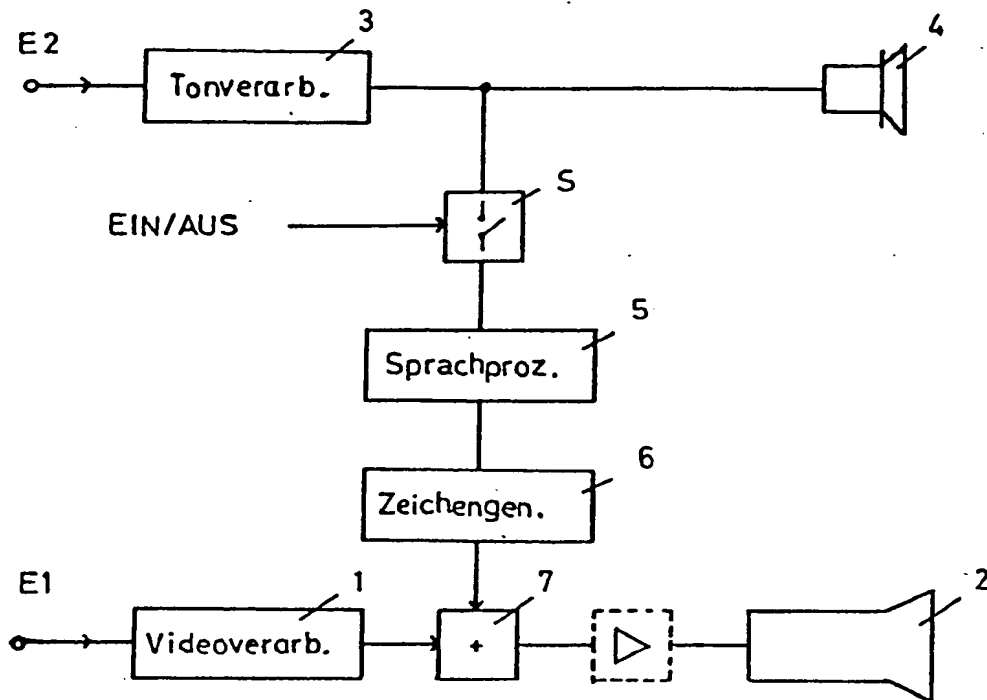 3
4
E2
Tonverarb.
S
EIN/AUS
5
Sprachproz.
6
Zeichengen.
E1
1
7
2
Videoverarb.
+